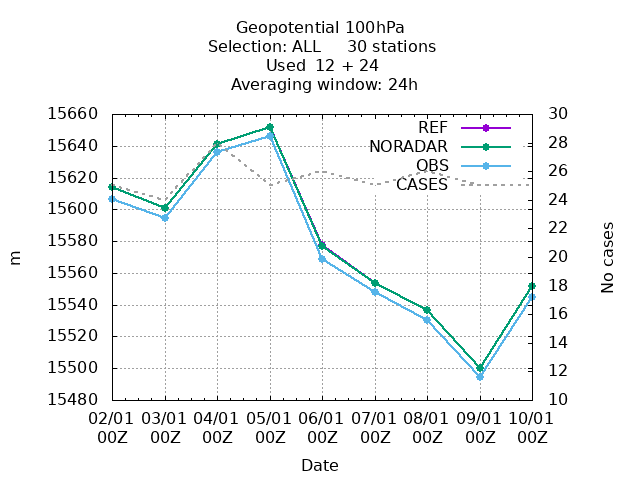 Geopotential 100hPa
Selection: ALL 30 stations
Used 12 + 24
Averaging window: 24h
15660
15640
15620
15600
15580
15560
15540
15520
15500
15480
m
30
28
26
24
22
20
18
16
14
12
10
No cases
REF
NORADAR
OBS
CASES
02/01 03/01 04/01 05/01 06/01 07/01 08/01 09/01 10/01
00Z 00Z 00Z 00Z 00Z 00Z 00Z 00Z 00Z
Date